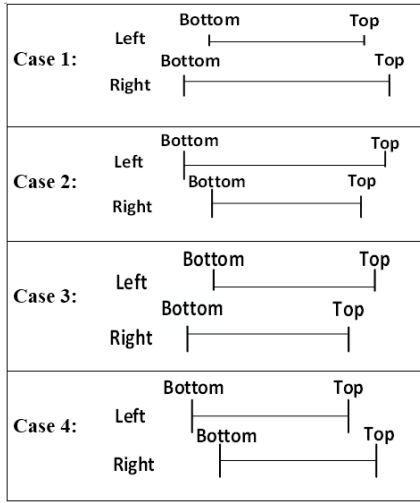 Bottom Top
Left
Case 1:
Bottom Top
Right
Bottom Top
Left
Case 2:
Bottom Top
Right
Bottom Top
Left
Case 3:
Bottom Top
Right
Bottom Top
Left
Case 4:
Bottom Top
Right